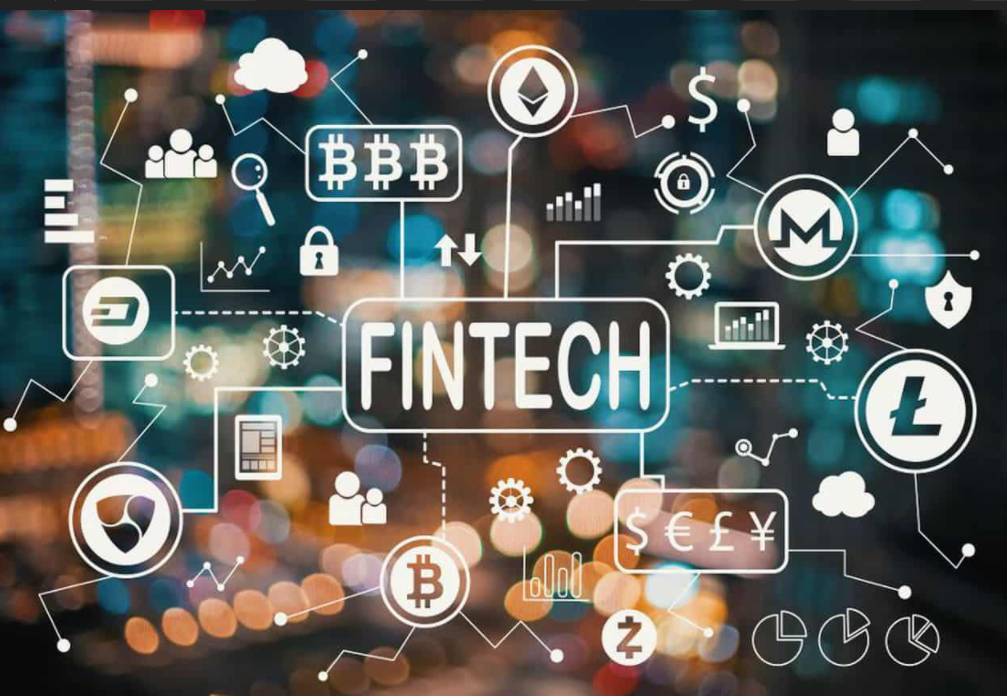 $
₿₿₿
FINTECH
$ € £ ¥